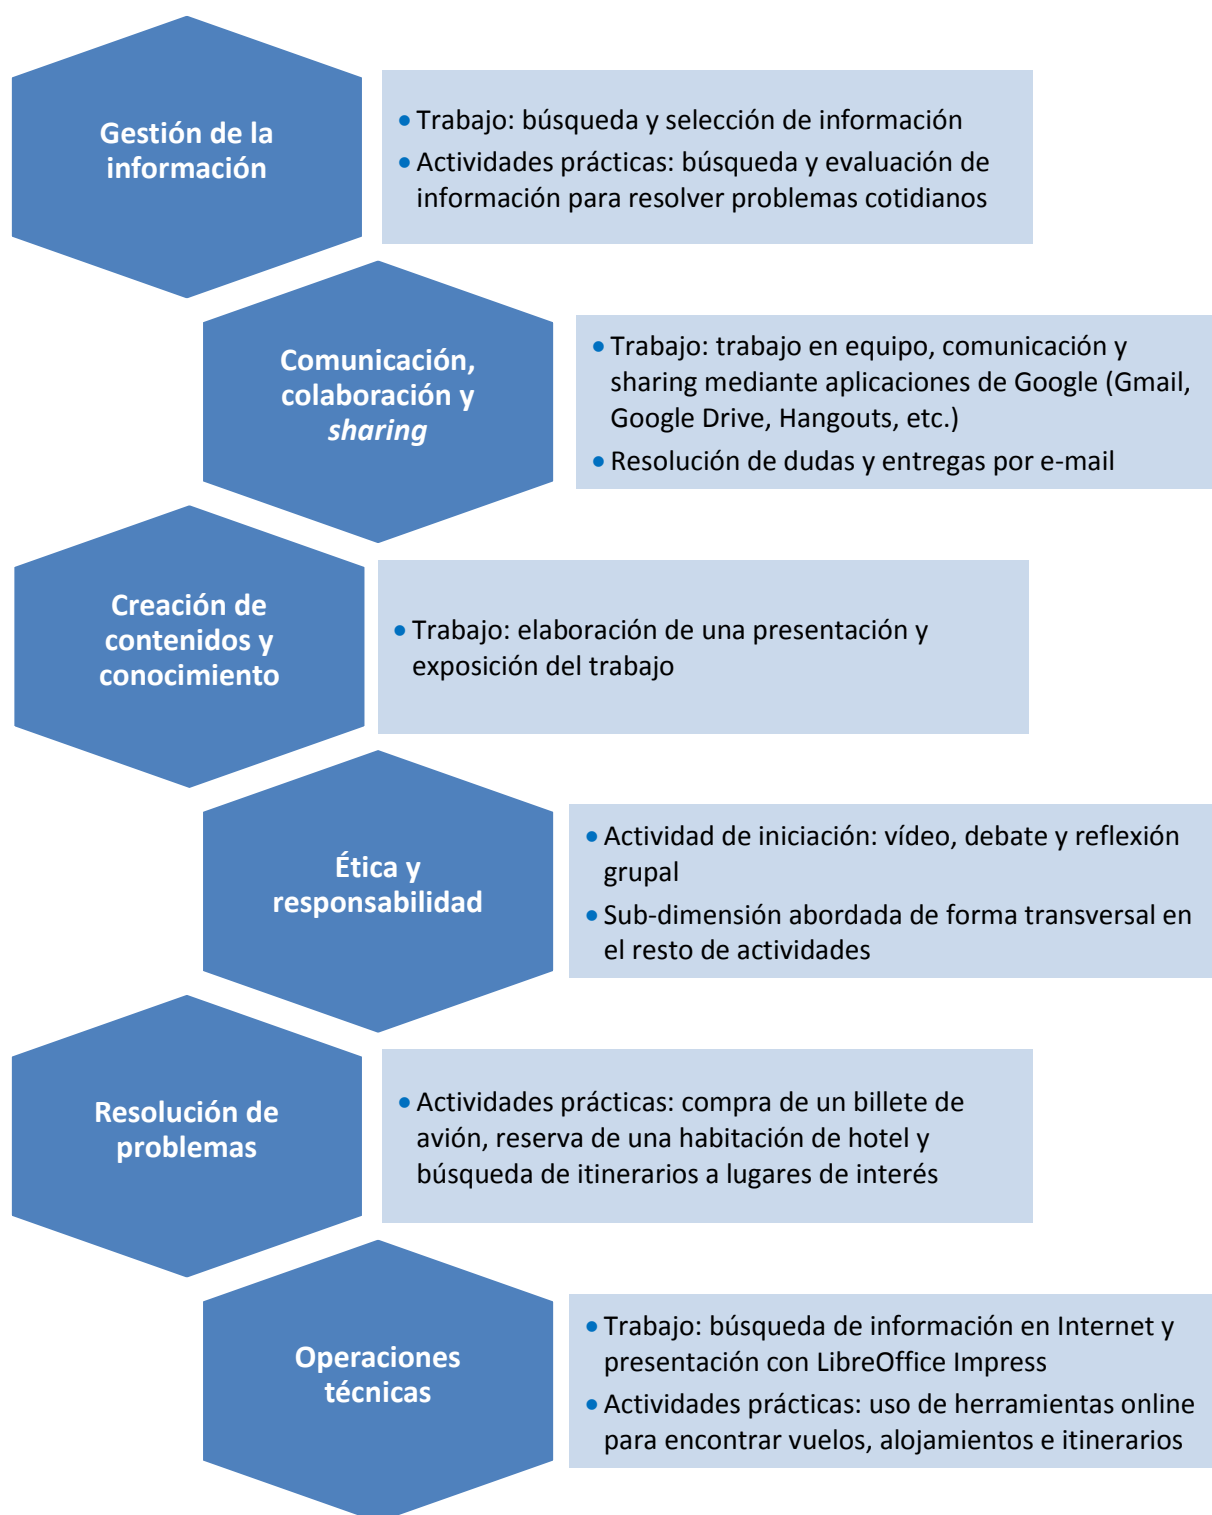 Gestión de la
información
• Trabajo: búsqueda y selección de información
• Actividades prácticas: búsqueda y evaluación de
información para resolver problemas cotidianos
Comunicación,
colaboración y
sharing
• Trabajo: trabajo en equipo, comunicación y
sharing mediante aplicaciones de Google (Gmail,
Google Drive, Hangouts, etc.)
• Resolución de dudas y entregas por e-mail
Creación de
contenidos y
conocimiento
• Trabajo: elaboración de una presentación y
exposición del trabajo
Ética y
responsabilidad
• Actividad de iniciación: vídeo, debate y reflexión
grupal
• Sub-dimensión abordada de forma transversal en
el resto de actividades
Resolución de
problemas
• Actividades prácticas: compra de un billete de
avión, reserva de una habitación de hotel y
búsqueda de itinerarios a lugares de interés
Operaciones
técnicas
• Trabajo: búsqueda de información en Internet y
presentación con LibreOffice Impress
• Actividades prácticas: uso de herramientas online
para encontrar vuelos, alojamientos e itinerarios